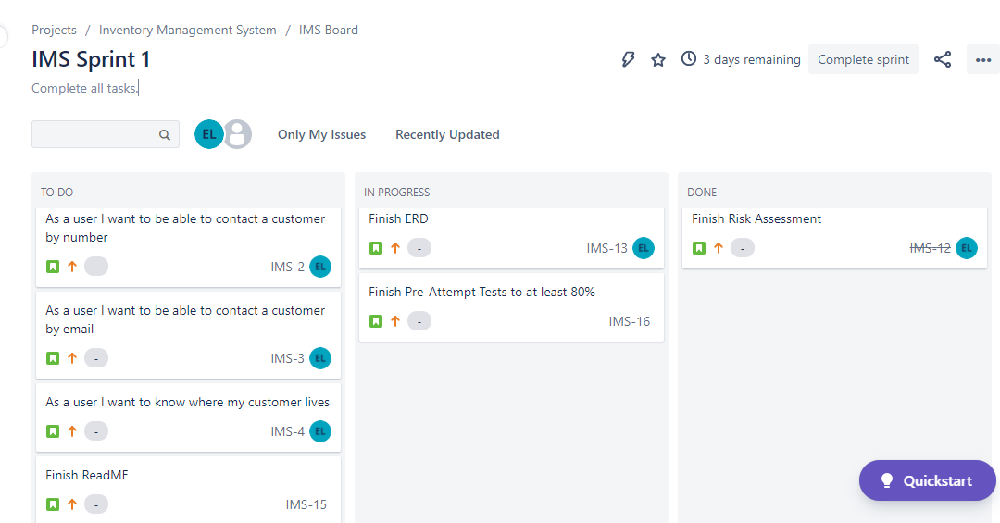 Projects / Inventory Management System / IMS Board
IMS Sprint 1
3 days remaining
Complete sprint
Complete all tasks.
EL
Only My Issues
Recently Updated
TO DO
As a user I want to be able to contact a customer
by number
-
IMS-2
EL
As a user I want to be able to contact a customer
by email
-
IMS-3
EL
As a user I want to know where my customer lives
-
IMS-4
EL
Finish ReadME
-
IMS-15
IN PROGRESS
Finish ERD
-
IMS-13
EL
Finish Pre-Attempt Tests to at least 80%
-
IMS-16
DONE
Finish Risk Assessment
-
IMS-12
EL
Quickstart